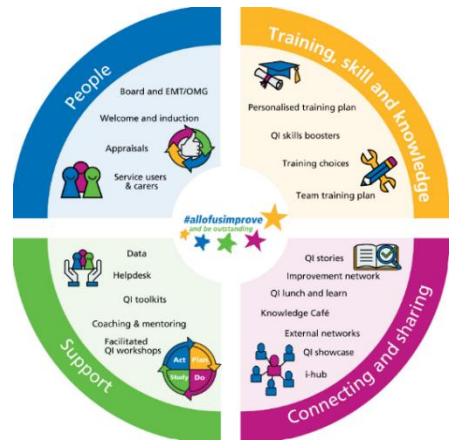 People
Board and EMT/OMG
Welcome and induction
Appraisals
Service users
& carers
Training, skill and knowledge
Personalised training plan
QI skills boosters
Training choices
Team training plan
#allofusimprove
and be outstanding
Support
Data
Helpdesk
QI toolkits
Coaching & mentoring
Facilitated
QI workshops
Act
Plan
Study
Do
Connecting and sharing
QI stories
Improvement network
QI lunch and learn
Knowledge Café
External networks
QI showcase
i-hub